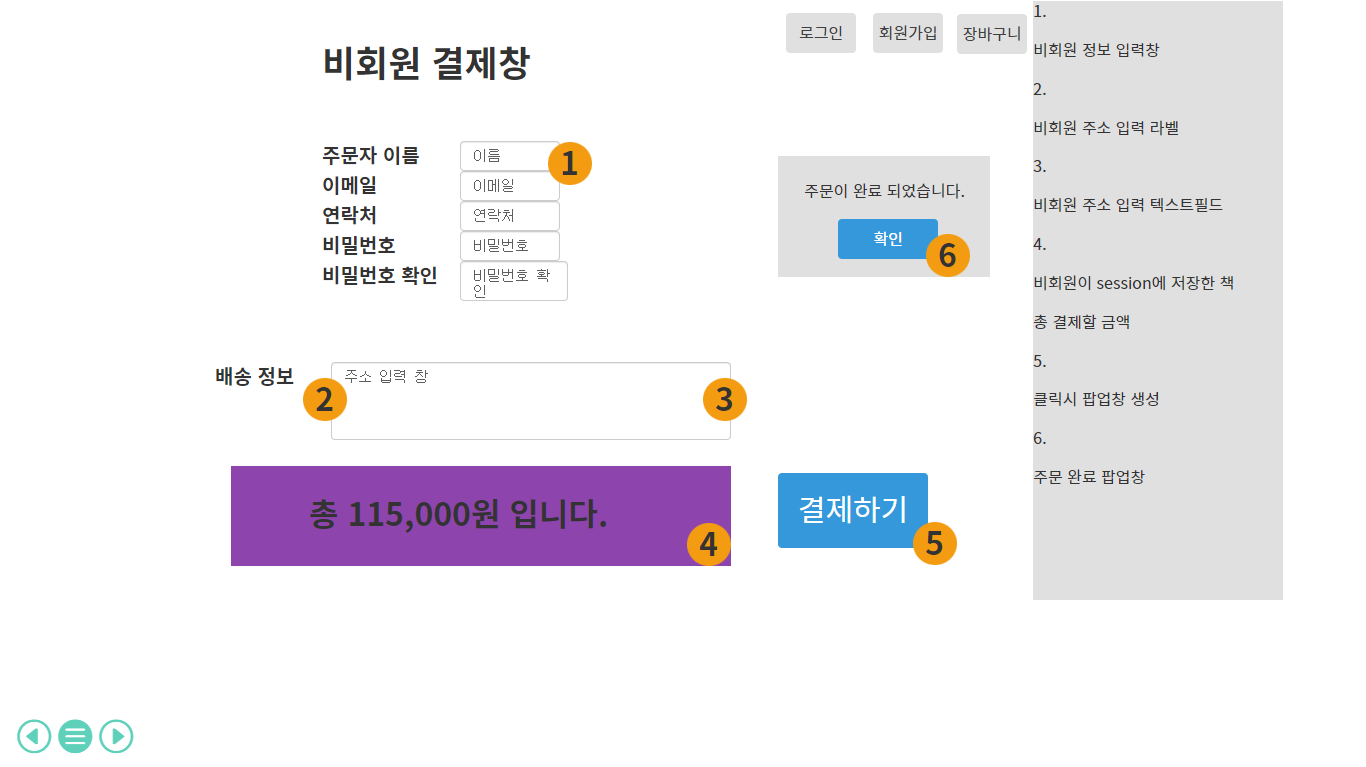 로그인
회원가입
장바구니
비회원 결제창
주문자 이름
이름
1
이메일
이메일
연락처
연락처
비밀번호
비밀번호
비밀번호 확인
비밀번호 확
인
주문이 완료 되었습니다.
확인
6
배송 정보
2
주소 입력 창
3
총 115,000원 입니다.
4
결제하기
5
1.
비회원 정보 입력창
2.
비회원 주소 입력 라벨
3.
비회원 주소 입력 텍스트필드
4.
비회원이 session에 저장한 책
총 결제할 금액
5.
클릭시 팝업창 생성
6.
주문 완료 팝업창